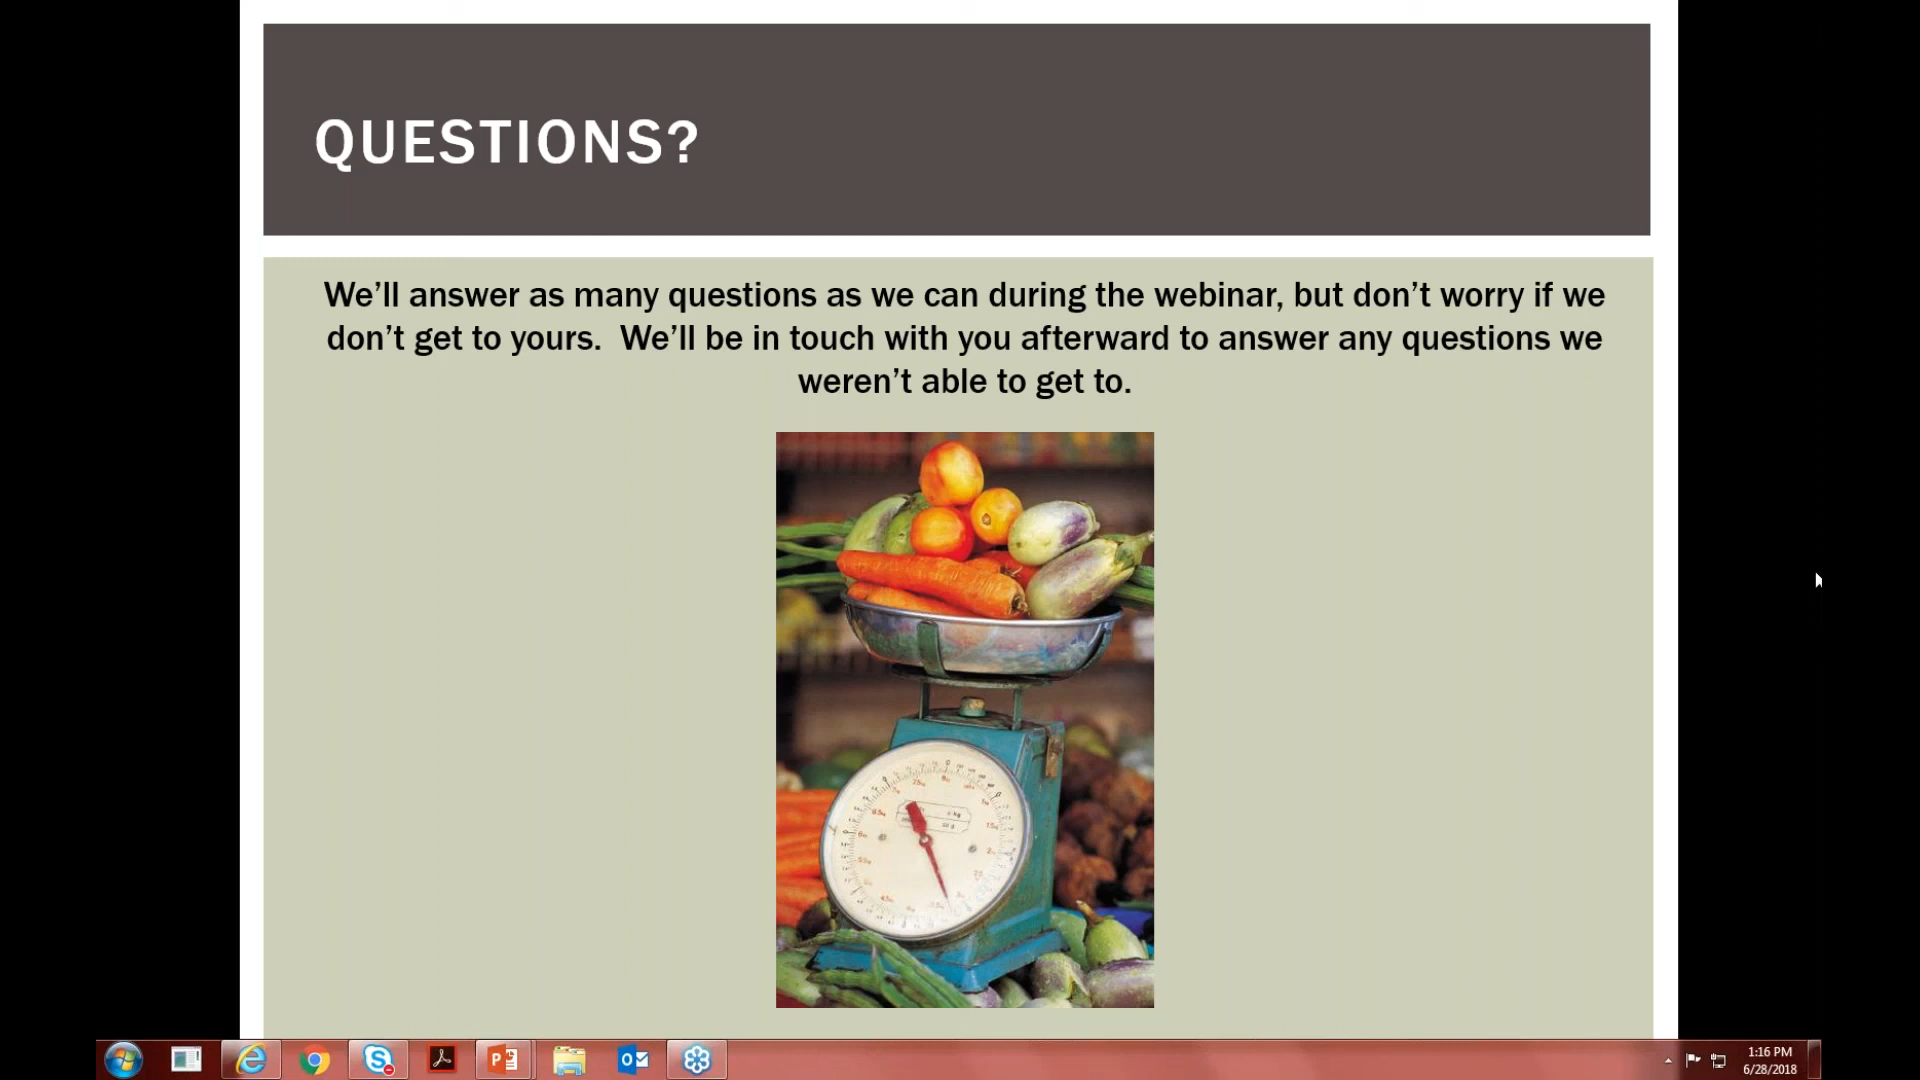 QUESTIONS?
We’ll answer as many questions as we can during the webinar, but don’t worry if we
don’t get to yours.  We’ll be in touch with you afterward to answer any questions we
weren’t able to get to.
1:16 PM
6/28/2018